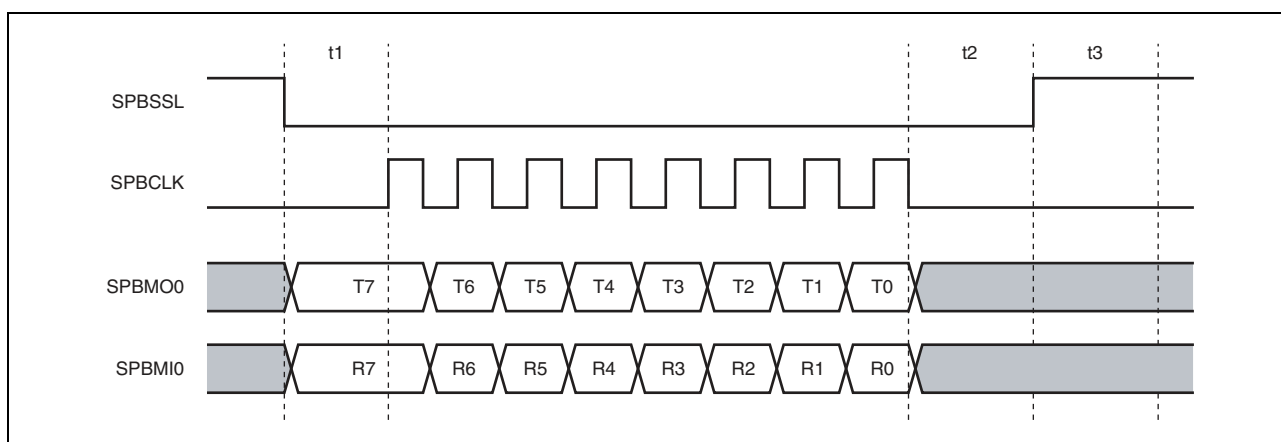 t1 t2 t3
SPBSSL
SPBCLK
SPBMO0 T7 T6 T5 T4 T3 T2 T1 T0
SPBMI0 R7 R6 R5 R4 R3 R2 R1 R0